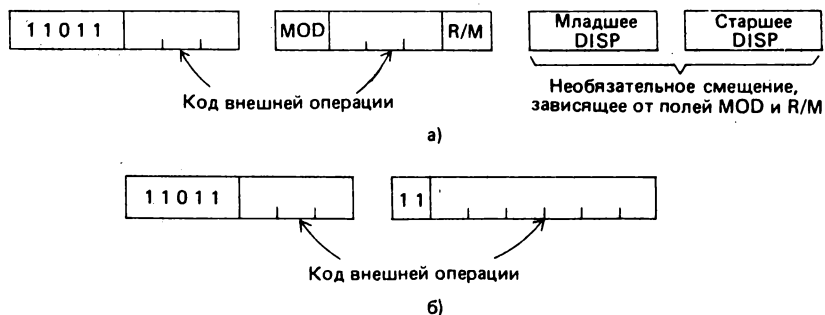 11011 MOD R/M Младшее DISP Старшее DISP
Код внешней операции
Необязательное смещение,
зависящее от полей MOD и R/M
а)
11011 11
Код внешней операции
б)